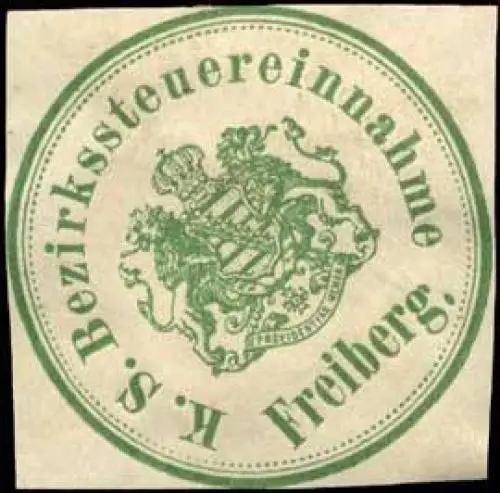 K. S. Bezirkssteuereinnahme
Freiberg.
PROVIDENTIAE MEMOR